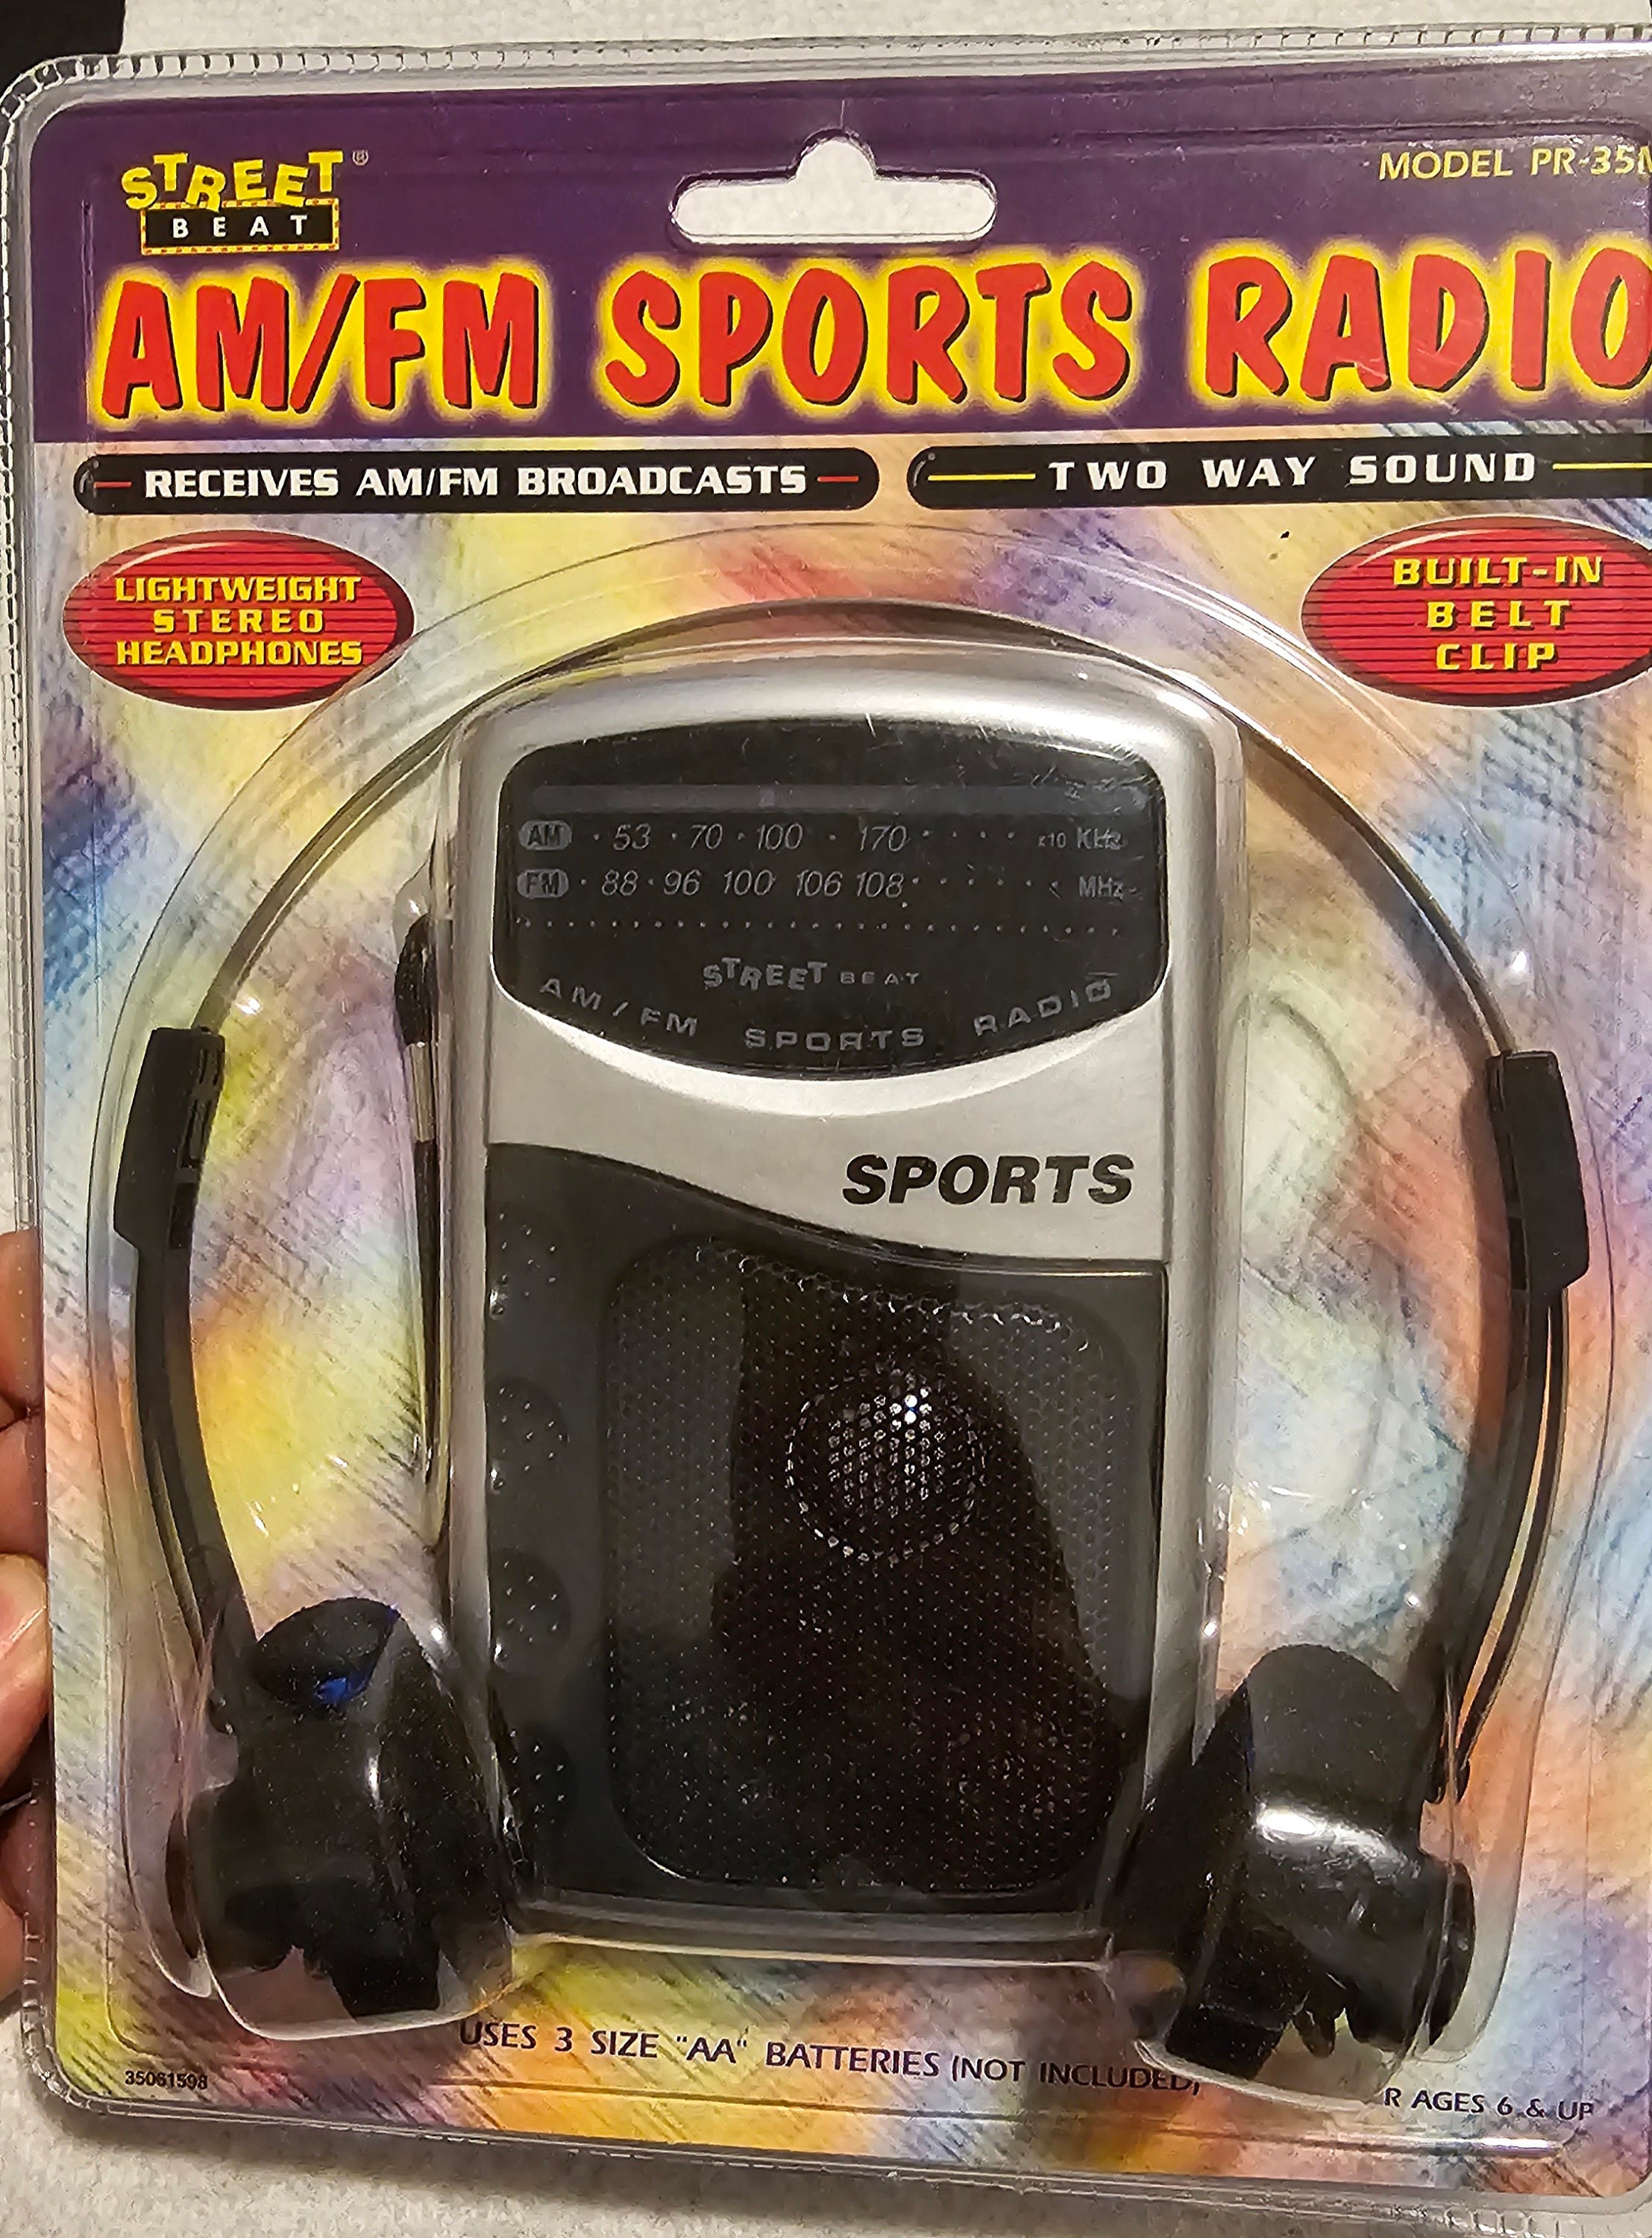 STREET®
BEAT
MODEL PR-35
AM/FM SPORTS RADIO
RECEIVES AM/FM BROADCASTS
TWO WAY SOUND
LIGHTWEIGHT
STEREO
HEADPHONES
BUILT-IN
BELT
CLIP
AM · 53 · 70 · 100 · 170 · x10 KHz
FM · 88 · 96 100 106 108 · MHz
STREET BEAT
AM/FM SPORTS RADIO
SPORTS
USES 3 SIZE "AA" BATTERIES (NOT INCLUDED)
35061598
R AGES 6 & UP